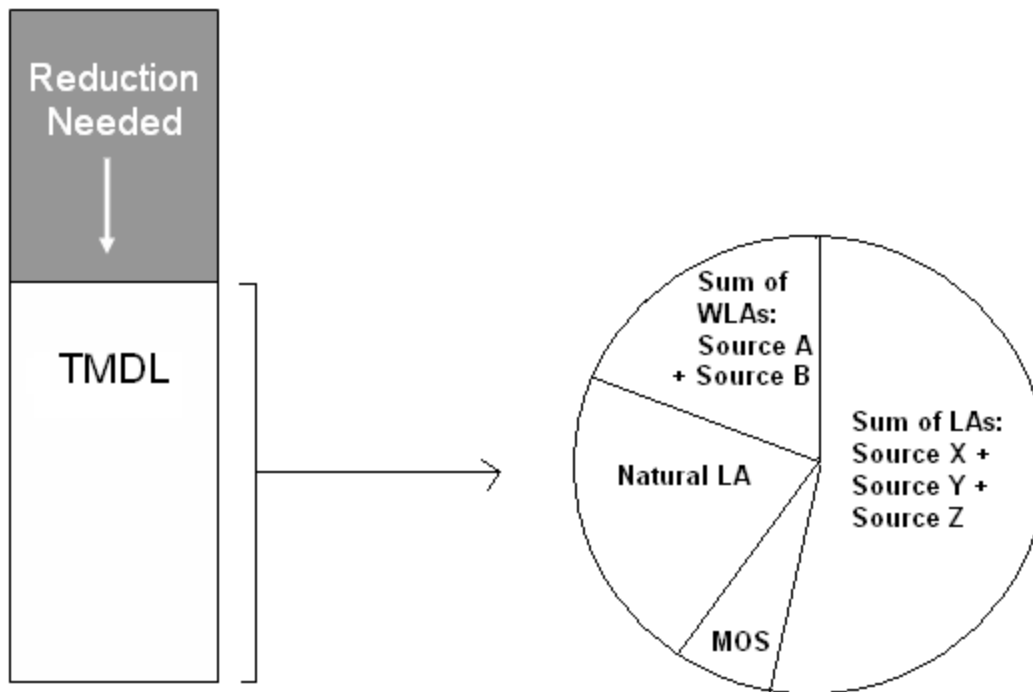 Reduction
Needed
TMDL
Sum of
WLAs:
Source A
+ Source B
Sum of LAs:
Source X +
Source Y +
Source Z
Natural LA
MOS